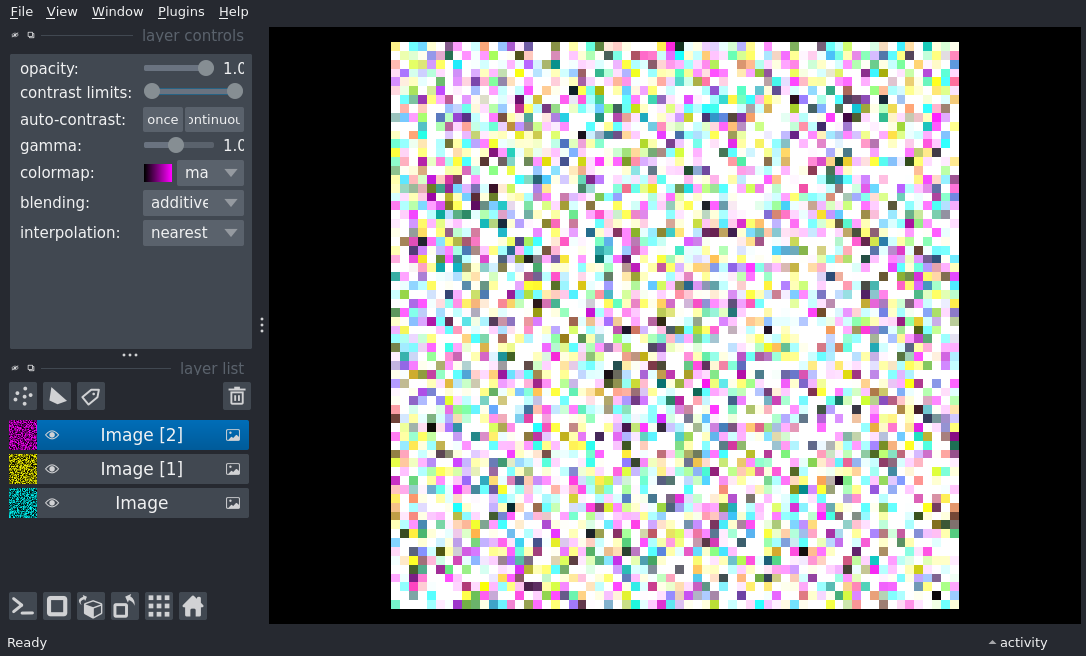 File View Window Plugins Help
layer controls
opacity: 1.0
contrast limits:
auto-contrast: once ontinuou
gamma: 1.0
colormap: ma
blending: additive
interpolation: nearest
layer list
Image [2]
Image [1]
Image
Ready
activity